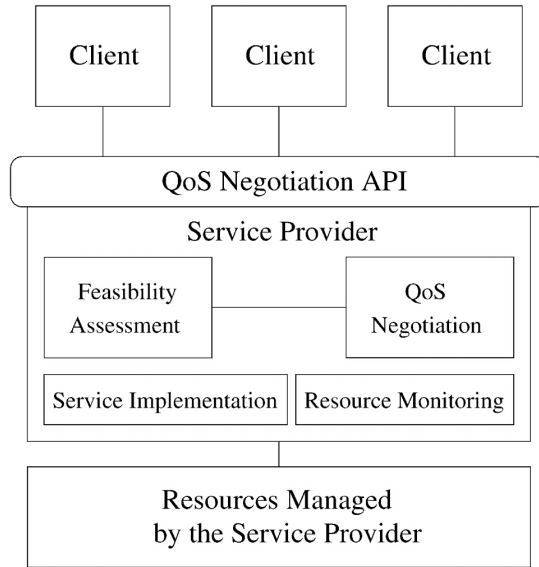 Client
Client
Client
QoS Negotiation API
Service Provider
Feasibility
Assessment
QoS
Negotiation
Service Implementation
Resource Monitoring
Resources Managed
by the Service Provider